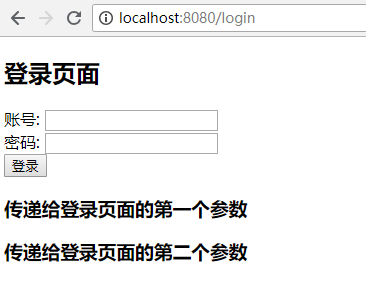 localhost:8080/login
登录页面
账号:
密码:
登录
传递给登录页面的第一个参数
传递给登录页面的第二个参数